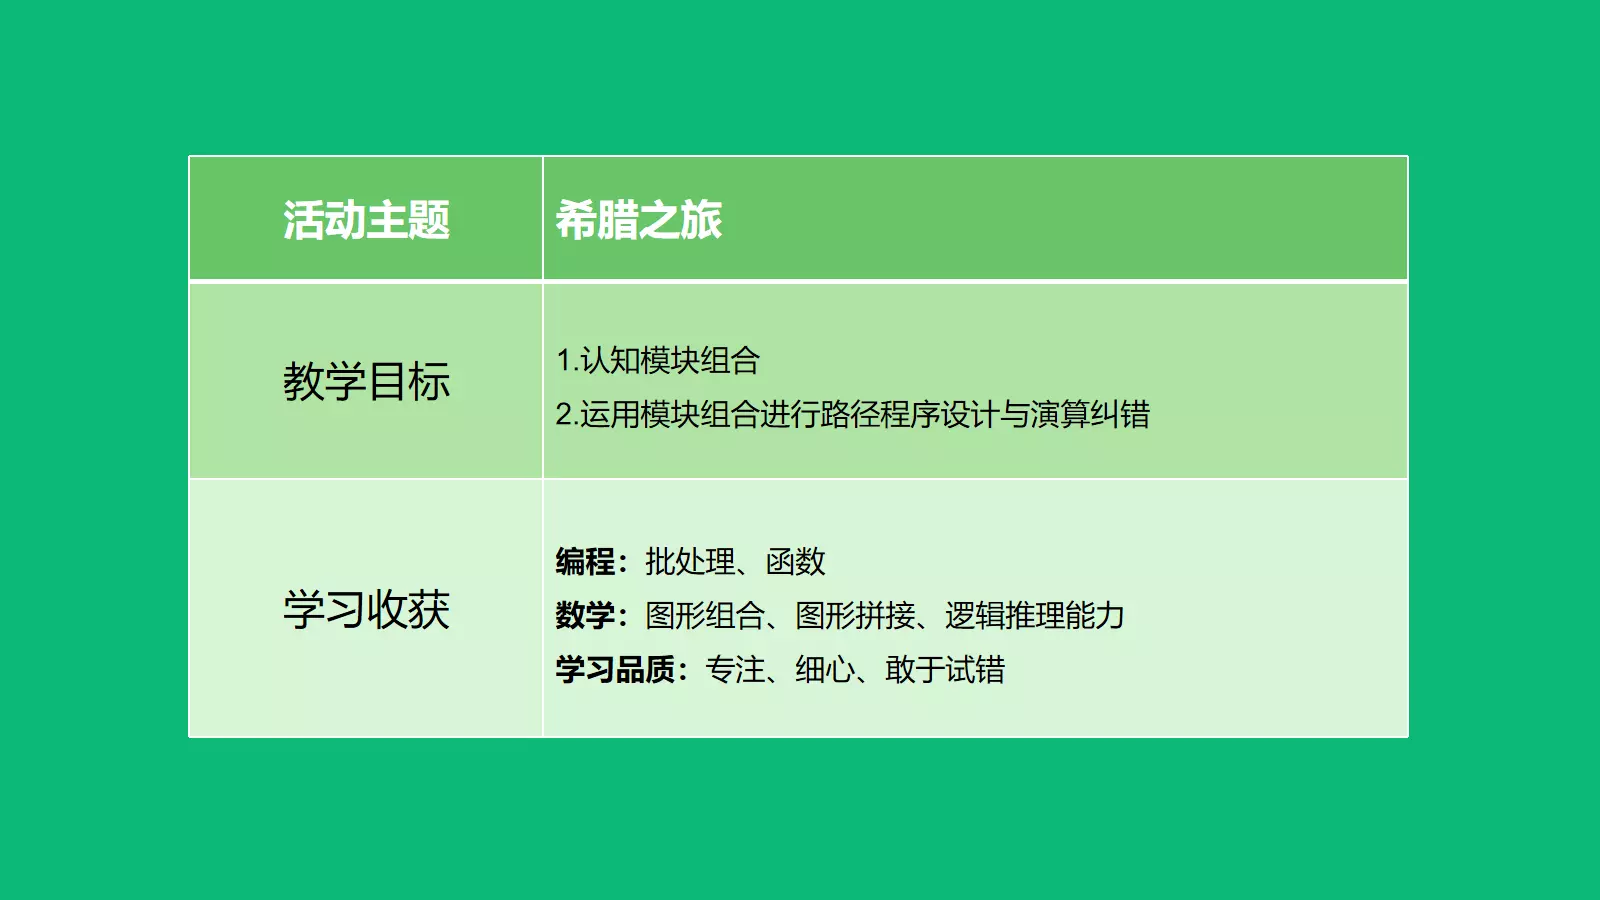 活动主题
希腊之旅
教学目标
1.认知模块组合
2.运用模块组合进行路径程序设计与演算纠错
学习收获
编程：批处理、函数
数学：图形组合、图形拼接、逻辑推理能力
学习品质：专注、细心、敢于试错